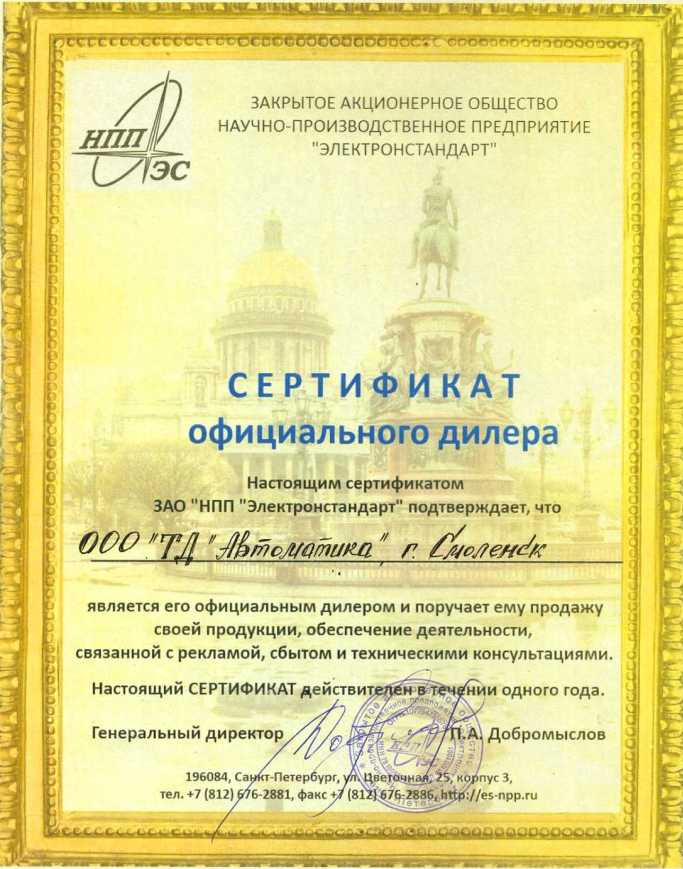 НПП
ЭС
ЗАКРЫТОЕ АКЦИОНЕРНОЕ ОБЩЕСТВО
НАУЧНО-ПРОИЗВОДСТВЕННОЕ ПРЕДПРИЯТИЕ
"ЭЛЕКТРОНСТАНДАРТ"
СЕРТИФИКАТ
официального дилера
Настоящим сертификатом
ЗАО "НПП "Электронстандарт" подтверждает, что
ООО "ТД "Автоматика", г. Смоленск
является его официальным дилером и поручает ему продажу
своей продукции, обеспечение деятельности,
связанной с рекламой, сбытом и техническими консультациями.
Настоящий СЕРТИФИКАТ действителен в течении одного года.
Генеральный директор П.А. Добромыслов
196084, Санкт-Петербург, ул. Цветочная, 25, корпус 3,
тел. +7 (812) 676-2881, факс +7 (812) 676-2886, http://es-npp.ru